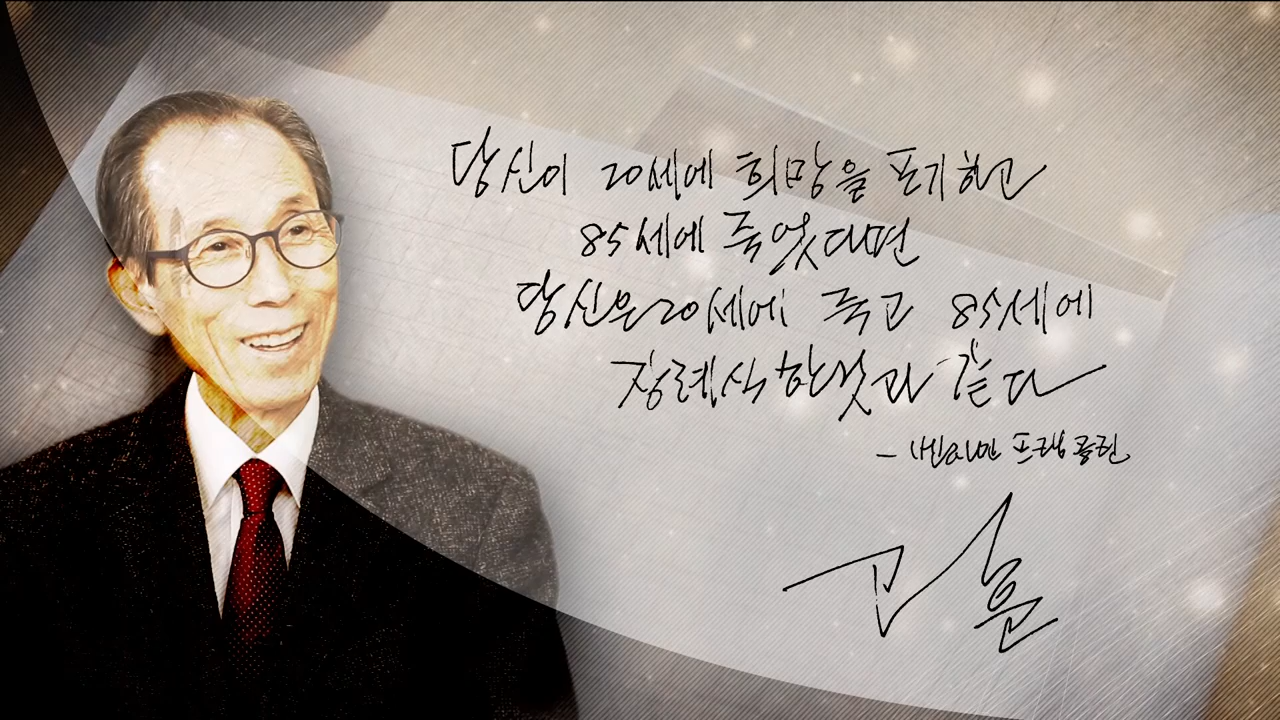 당신이 20세에 희망을 포기하고
85세에 죽었다면
당신은 20세에 죽고 85세에
장례식 한것과 같다
- 벤자민 프랭클린
고훈